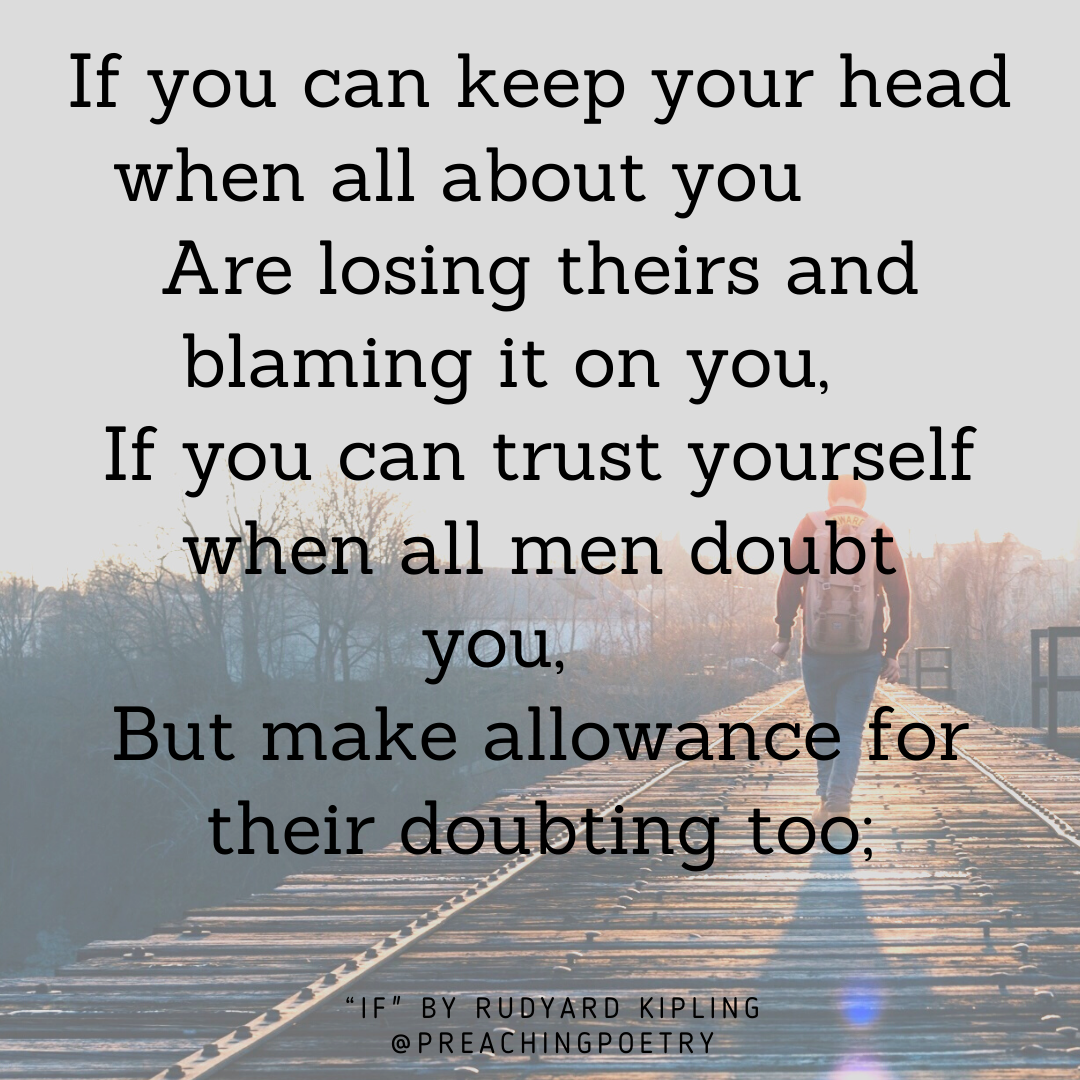 If you can keep your head
when all about you
Are losing theirs and
blaming it on you,
If you can trust yourself
when all men doubt
you,
But make allowance for
their doubting too;
“IF” BY RUDYARD KIPLING
@PREACHINGPOETRY